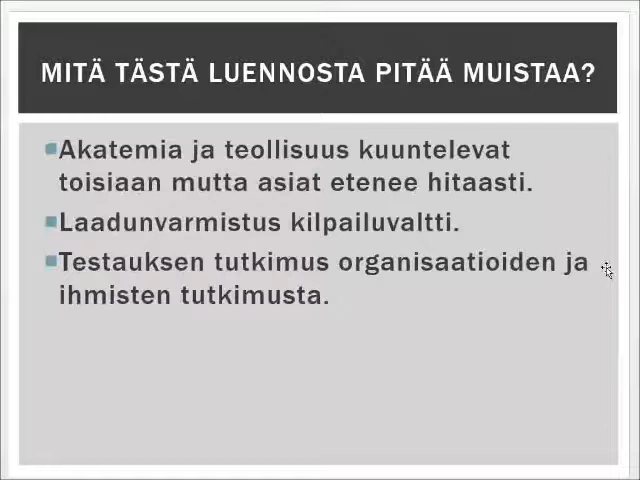 MITÄ TÄSTÄ LUENNOSTA PITÄÄ MUISTAA?
Akatemia ja teollisuus kuuntelevat
toisiaan mutta asiat etenee hitaasti.
Laadunvarmistus kilpailuvaltti.
Testauksen tutkimus organisaatioiden ja
ihmisten tutkimusta.